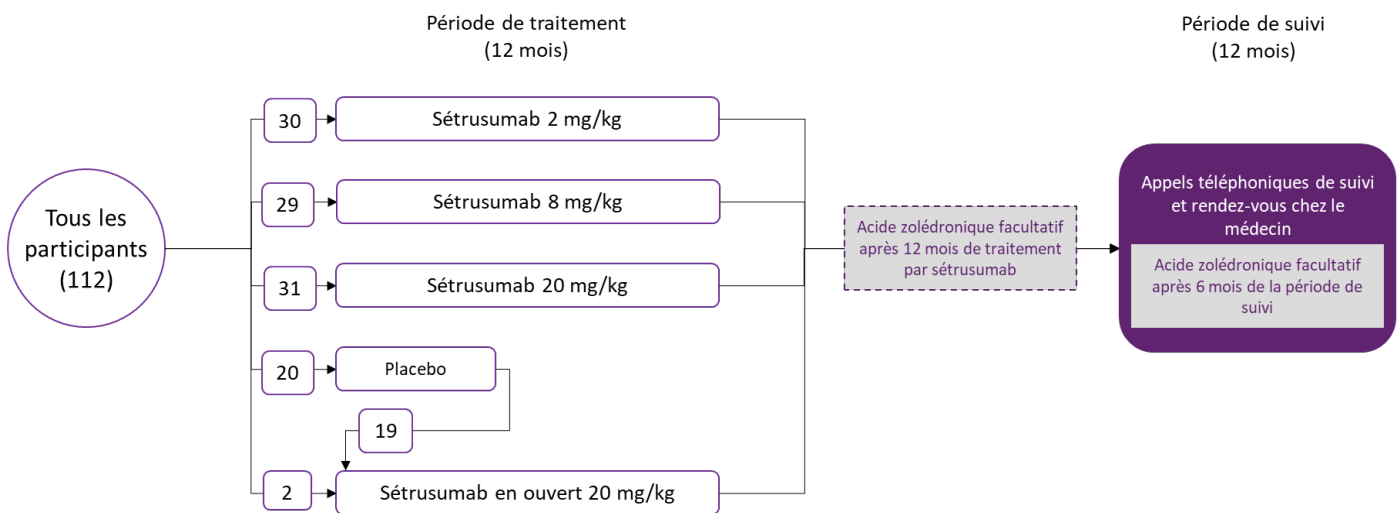 Période de traitement
(12 mois)
Période de suivi
(12 mois)
Tous les
participants
(112)
30
Sétrusumab 2 mg/kg
29
Sétrusumab 8 mg/kg
31
Sétrusumab 20 mg/kg
20
Placebo
19
2
Sétrusumab en ouvert 20 mg/kg
Acide zolédronique facultatif
après 12 mois de traitement
par sétrusumab
Appels téléphoniques de suivi
et rendez-vous chez le
médecin
Acide zolédronique facultatif
après 6 mois de la période de
suivi